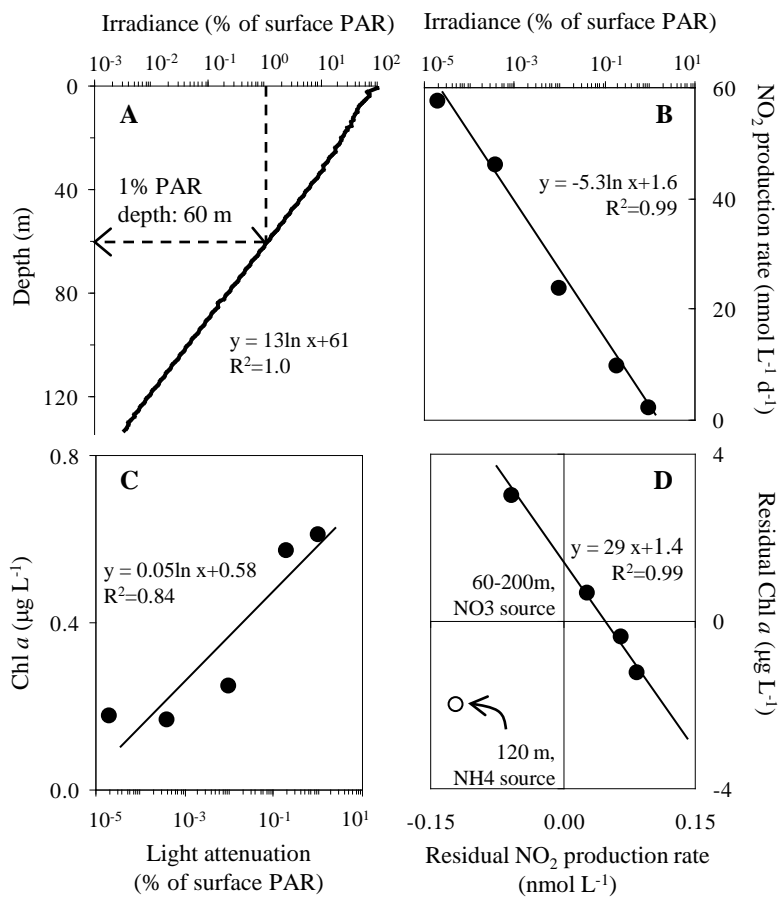 Irradiance (% of surface PAR)
10⁻³ 10⁻² 10⁻¹ 10⁰ 10¹ 10²
0
40
80
120
Depth (m)
A
1% PAR
depth: 60 m
y = 13ln x+61
R²=1.0
Irradiance (% of surface PAR)
10⁻⁵ 10⁻³ 10⁻¹ 10¹
60
40
20
0
NO₂ production
rate (nmol L⁻¹ d⁻¹)
B
y = -5.3ln x+1.6
R²=0.99
0.8
0.4
0.0
Chl a (µg L⁻¹)
C
y = 0.05ln x+0.58
R²=0.84
10⁻⁵ 10⁻³ 10⁻¹ 10¹
Light attenuation
(% of surface PAR)
4
0
-4
Residual Chl a
(µg L⁻¹)
D
y = 29 x+1.4
R²=0.99
60-200m,
NO3 source
120 m,
NH4 source
-0.15 0.00 0.15
Residual NO₂ production rate
(nmol L⁻¹)